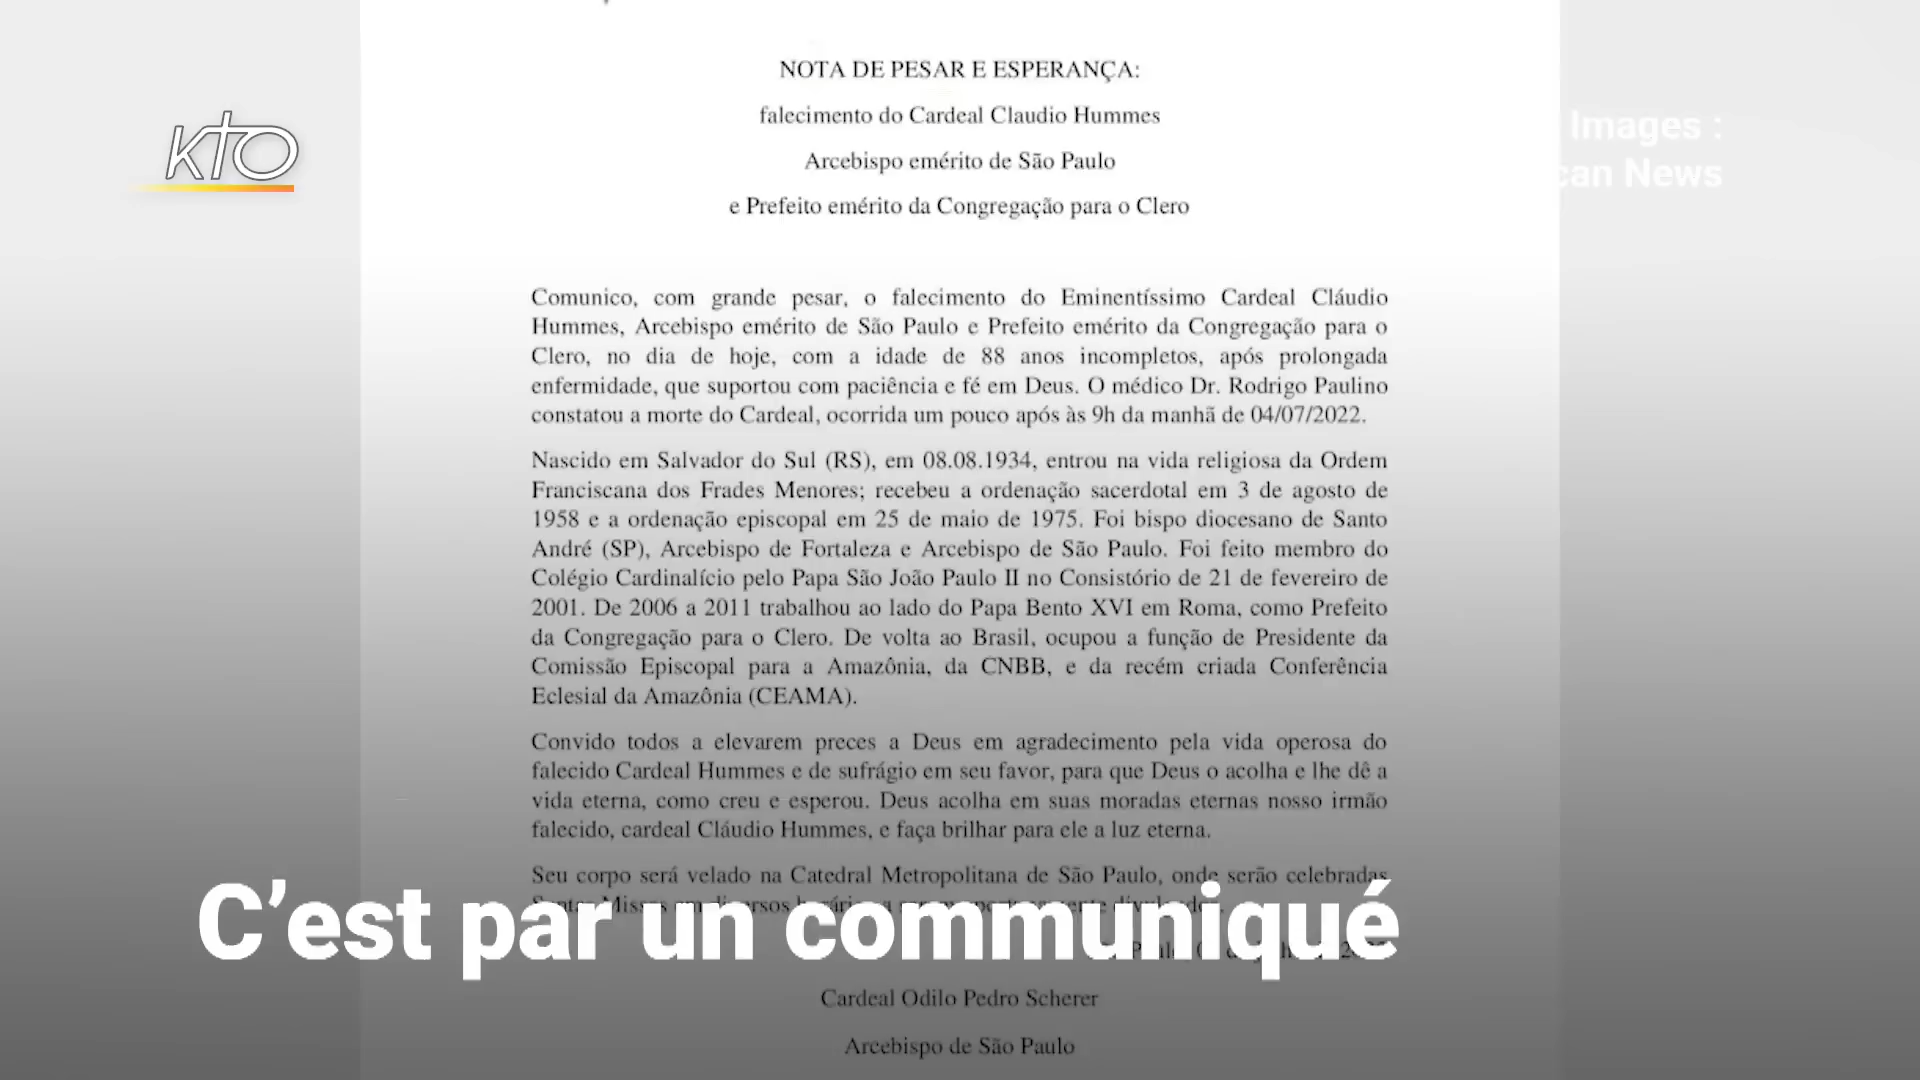 NOTA DE PESAR E ESPERANÇA:
falecimento do Cardeal Claudio Hummes
Arcebispo emérito de São Paulo
e Prefeito emérito da Congregação para o Clero
kto
Images :
can News
Comunico, com grande pesar, o falecimento do Eminentíssimo Cardeal Cláudio
Hummes, Arcebispo emérito de São Paulo e Prefeito emérito da Congregação para o
Clero, no dia de hoje, com a idade de 88 anos incompletos, após prolongada
enfermidade, que suportou com paciência e fé em Deus. O médico Dr. Rodrigo Paulino
constatou a morte do Cardeal, ocorrida um pouco após às 9h da manhã de 04/07/2022.
Nascido em Salvador do Sul (RS), em 08.08.1934, entrou na vida religiosa da Ordem
Franciscana dos Frades Menores; recebeu a ordenação sacerdotal em 3 de agosto de
1958 e a ordenação episcopal em 25 de maio de 1975. Foi bispo diocesano de Santo
André (SP), Arcebispo de Fortaleza e Arcebispo de São Paulo. Foi feito membro do
Colégio Cardinalício pelo Papa São João Paulo II no Consistório de 21 de fevereiro de
2001. De 2006 a 2011 trabalhou ao lado do Papa Bento XVI em Roma, como Prefeito
da Congregação para o Clero. De volta ao Brasil, ocupou a função de Presidente da
Comissão Episcopal para a Amazônia, da CNBB, e da recém criada Conferência
Eclesial da Amazônia (CEAMA).
Convido todos a elevarem preces a Deus em agradecimento pela vida operosa do
falecido Cardeal Hummes e de sufrágio em seu favor, para que Deus o acolha e lhe dê a
vida eterna, como creu e esperou. Deus acolha em suas moradas eternas nosso irmão
falecido, cardeal Cláudio Hummes, e faça brilhar para ele a luz eterna.
Seu corpo será velado na Catedral Metropolitana de São Paulo, onde serão celebradas
C'est par un communiqué
Cardeal Odilo Pedro Scherer
Arcebispo de São Paulo